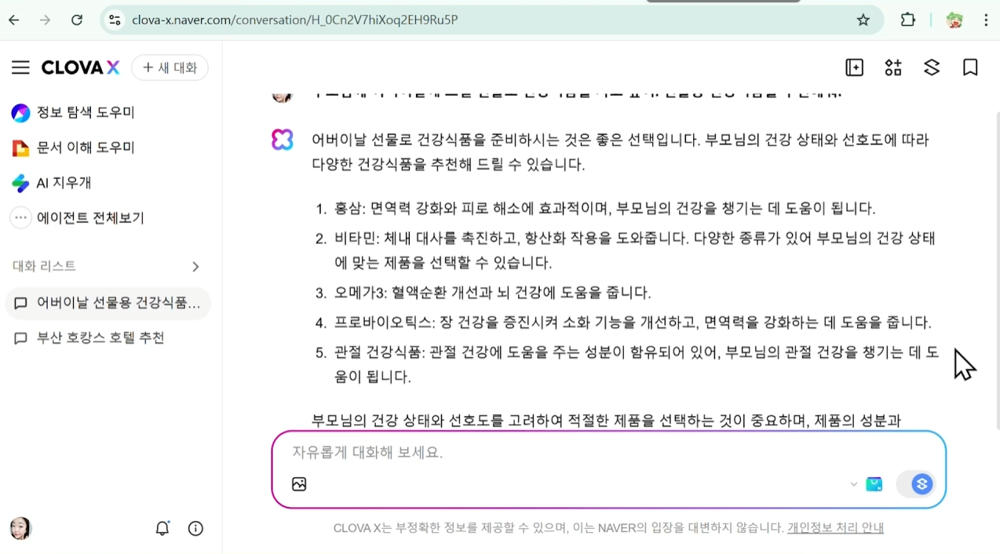 clova-x.naver.com/conversation/H_0Cn2V7hiXoq2EH9Ru5P
CLOVA X
+ 새 대화
정보 탐색 도우미
문서 이해 도우미
AI 지우개
에이전트 전체보기
대화 리스트
어버이날 선물용 건강식품...
부산 호캉스 호텔 추천
어버이날 선물로 건강식품을 준비하시는 것은 좋은 선택입니다. 부모님의 건강 상태와 선호도에 따라
다양한 건강식품을 추천해 드릴 수 있습니다.
1. 홍삼: 면역력 강화와 피로 해소에 효과적이며, 부모님의 건강을 챙기는 데 도움이 됩니다.
2. 비타민: 체내 대사를 촉진하고, 항산화 작용을 도와줍니다. 다양한 종류가 있어 부모님의 건강 상태
에 맞는 제품을 선택할 수 있습니다.
3. 오메가3: 혈액순환 개선과 뇌 건강에 도움을 줍니다.
4. 프로바이오틱스: 장 건강을 증진시켜 소화 기능을 개선하고, 면역력을 강화하는 데 도움을 줍니다.
5. 관절 건강식품: 관절 건강에 도움을 주는 성분이 함유되어 있어, 부모님의 관절 건강을 챙기는 데 도
움이 됩니다.
부모님의 건강 상태와 선호도를 고려하여 적절한 제품을 선택하는 것이 중요하며, 제품의 성분과
자유롭게 대화해 보세요.
CLOVA X는 부정확한 정보를 제공할 수 있으며, 이는 NAVER의 입장을 대변하지 않습니다. 개인정보 처리 안내